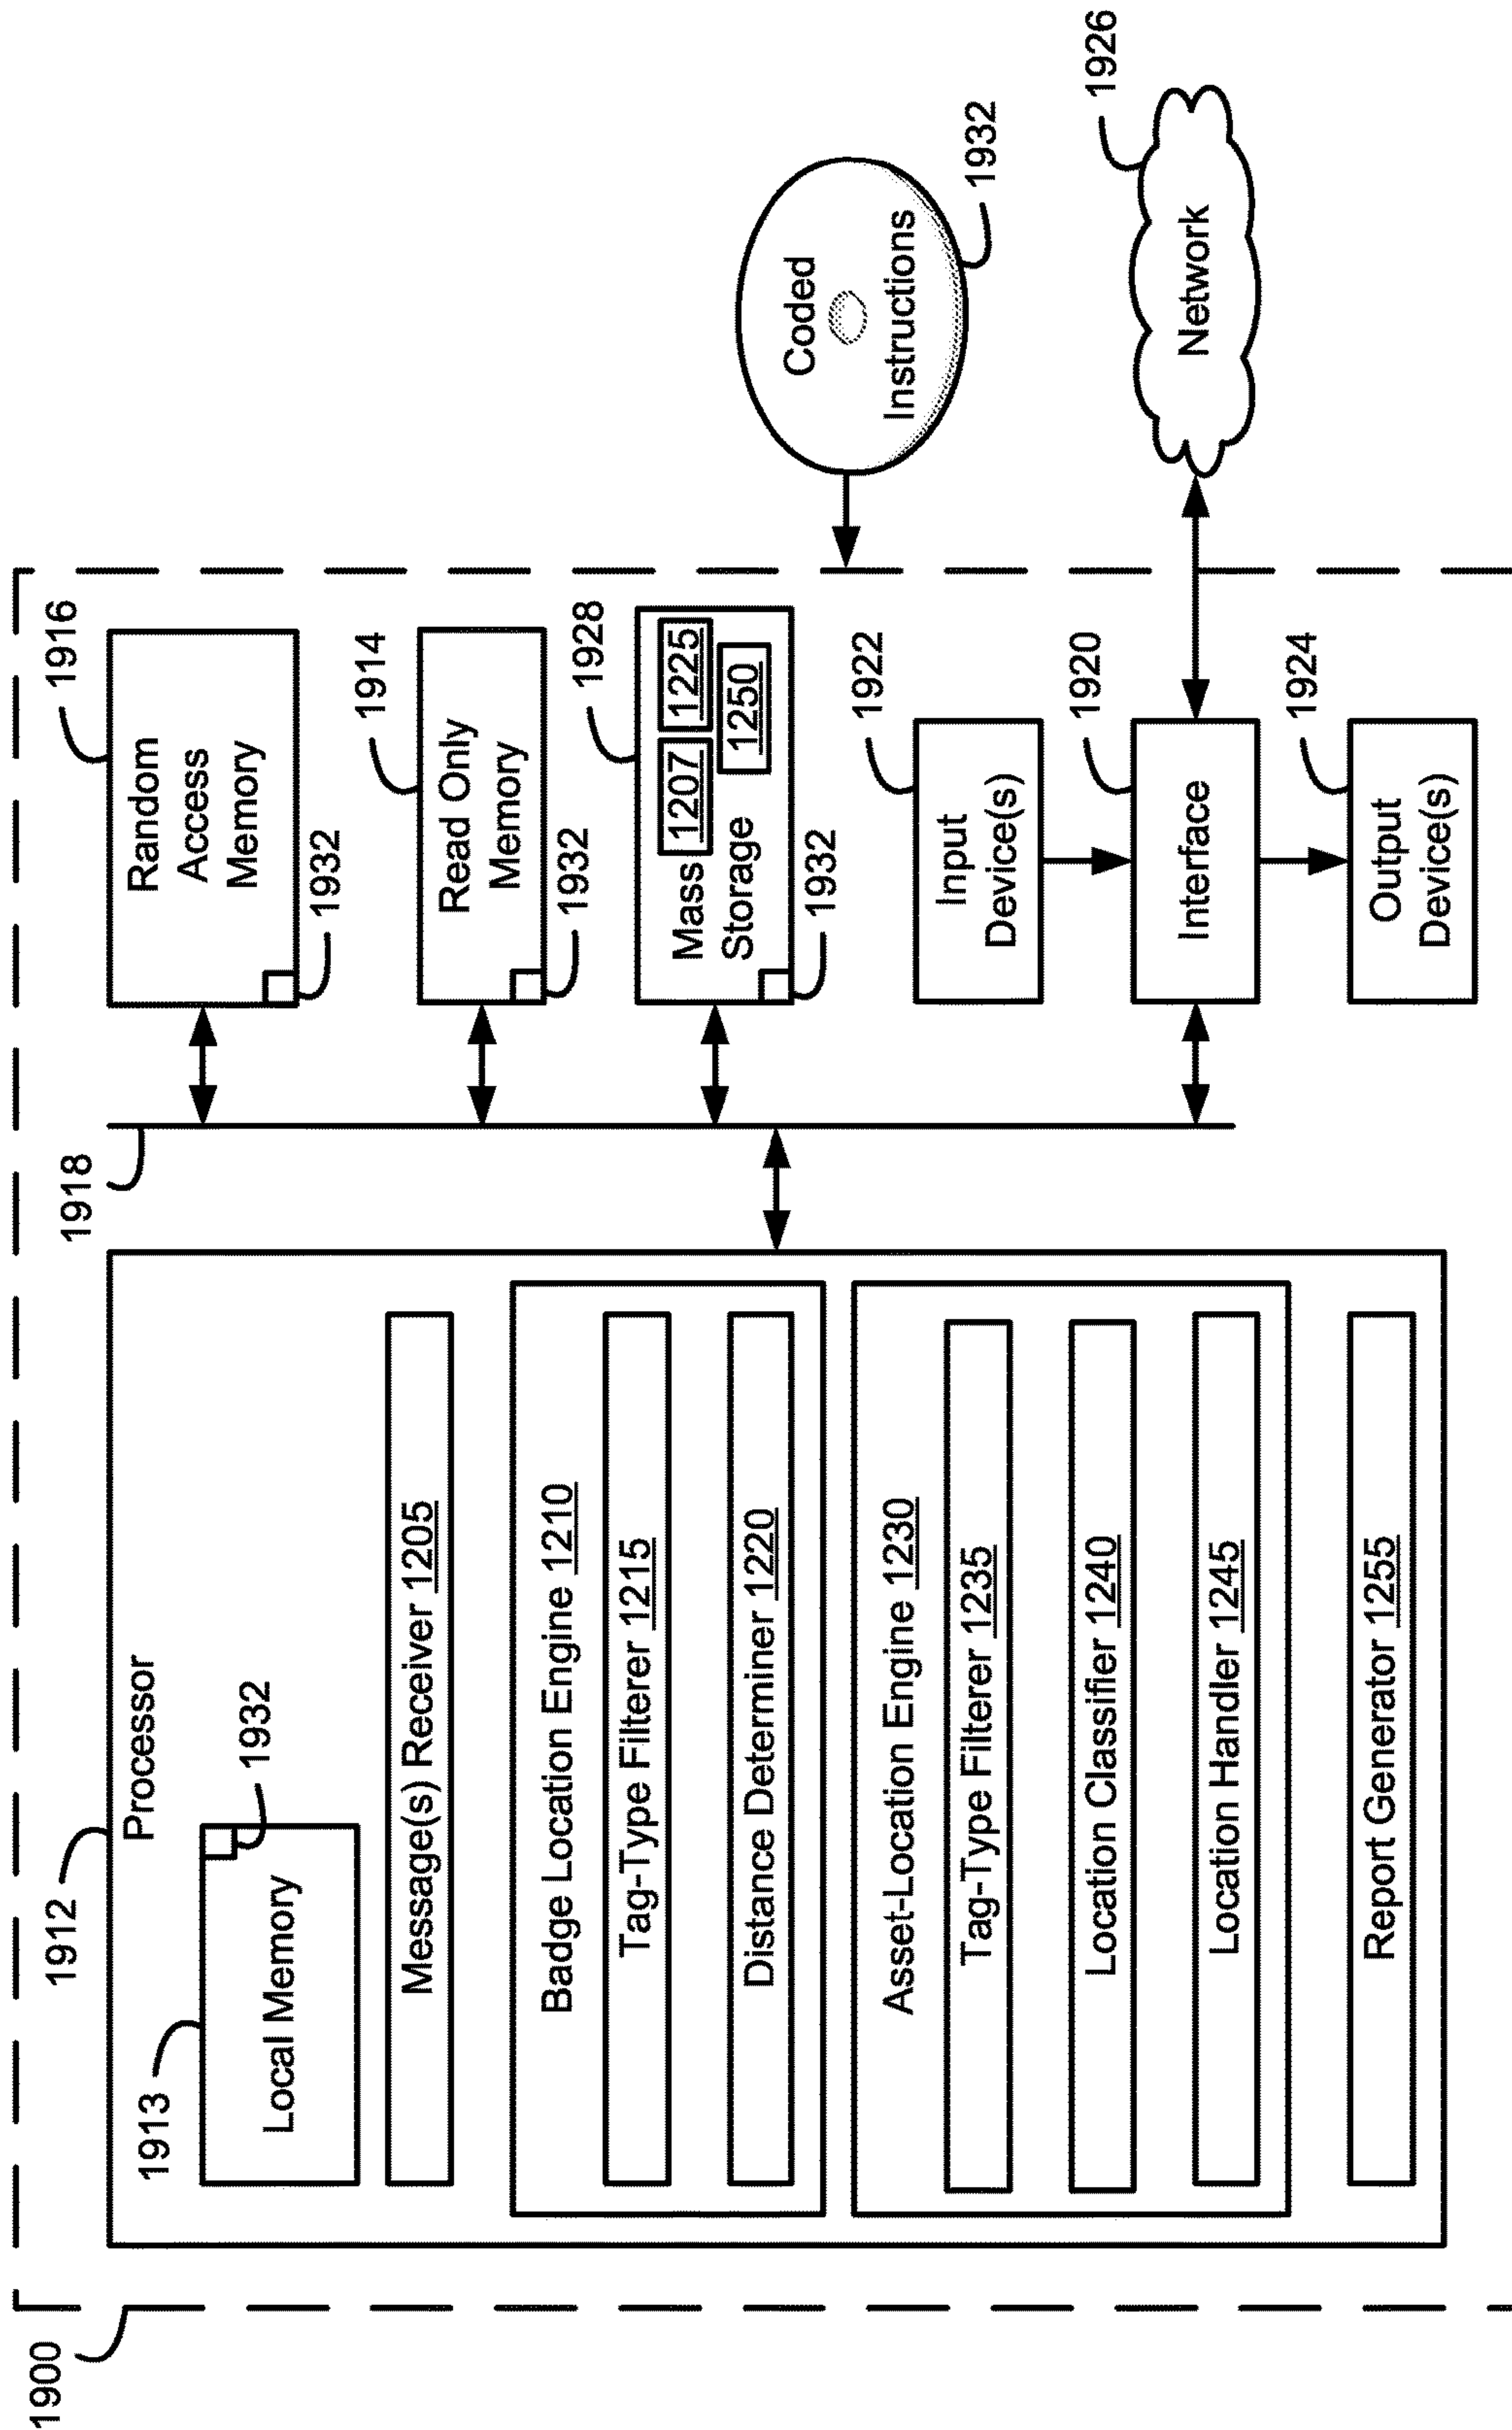 1900
1912
Processor
1913
Local Memory
1932
Message(s) Receiver 1205
Badge Location Engine 1210
Tag-Type Filterer 1215
Distance Determiner 1220
Asset-Location Engine 1230
Tag-Type Filterer 1235
Location Classifier 1240
Location Handler 1245
Report Generator 1255
1918
1916
Random
Access
Memory
1932
1914
Read Only
Memory
1932
1928
Mass
Storage
1207
1225
1250
1932
1922
Input
Device(s)
1920
Interface
1924
Output
Device(s)
Coded
Instructions
1932
1926
Network